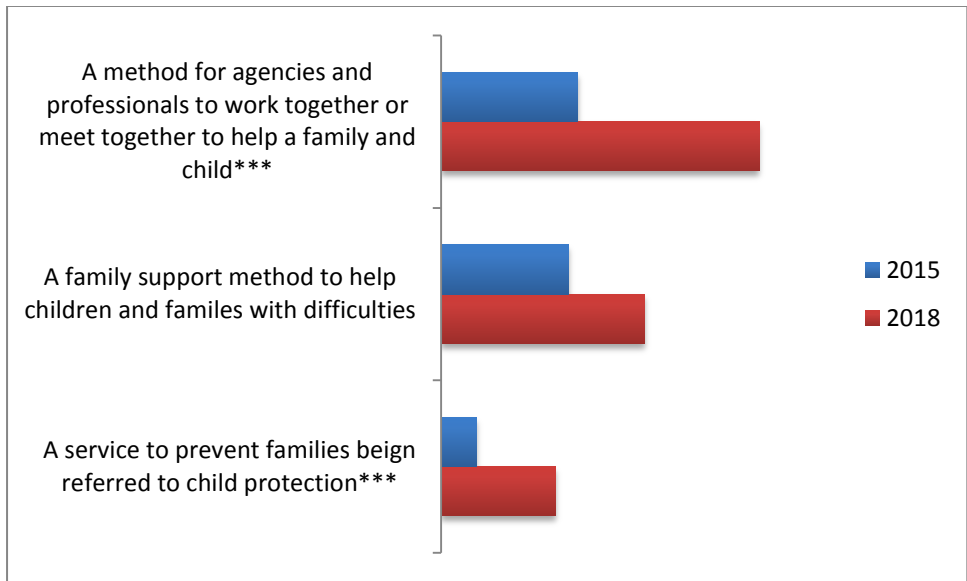 A method for agencies and
professionals to work together or
meet together to help a family and
child***
A family support method to help
children and familes with difficulties
A service to prevent families beign
referred to child protection***
2015
2018